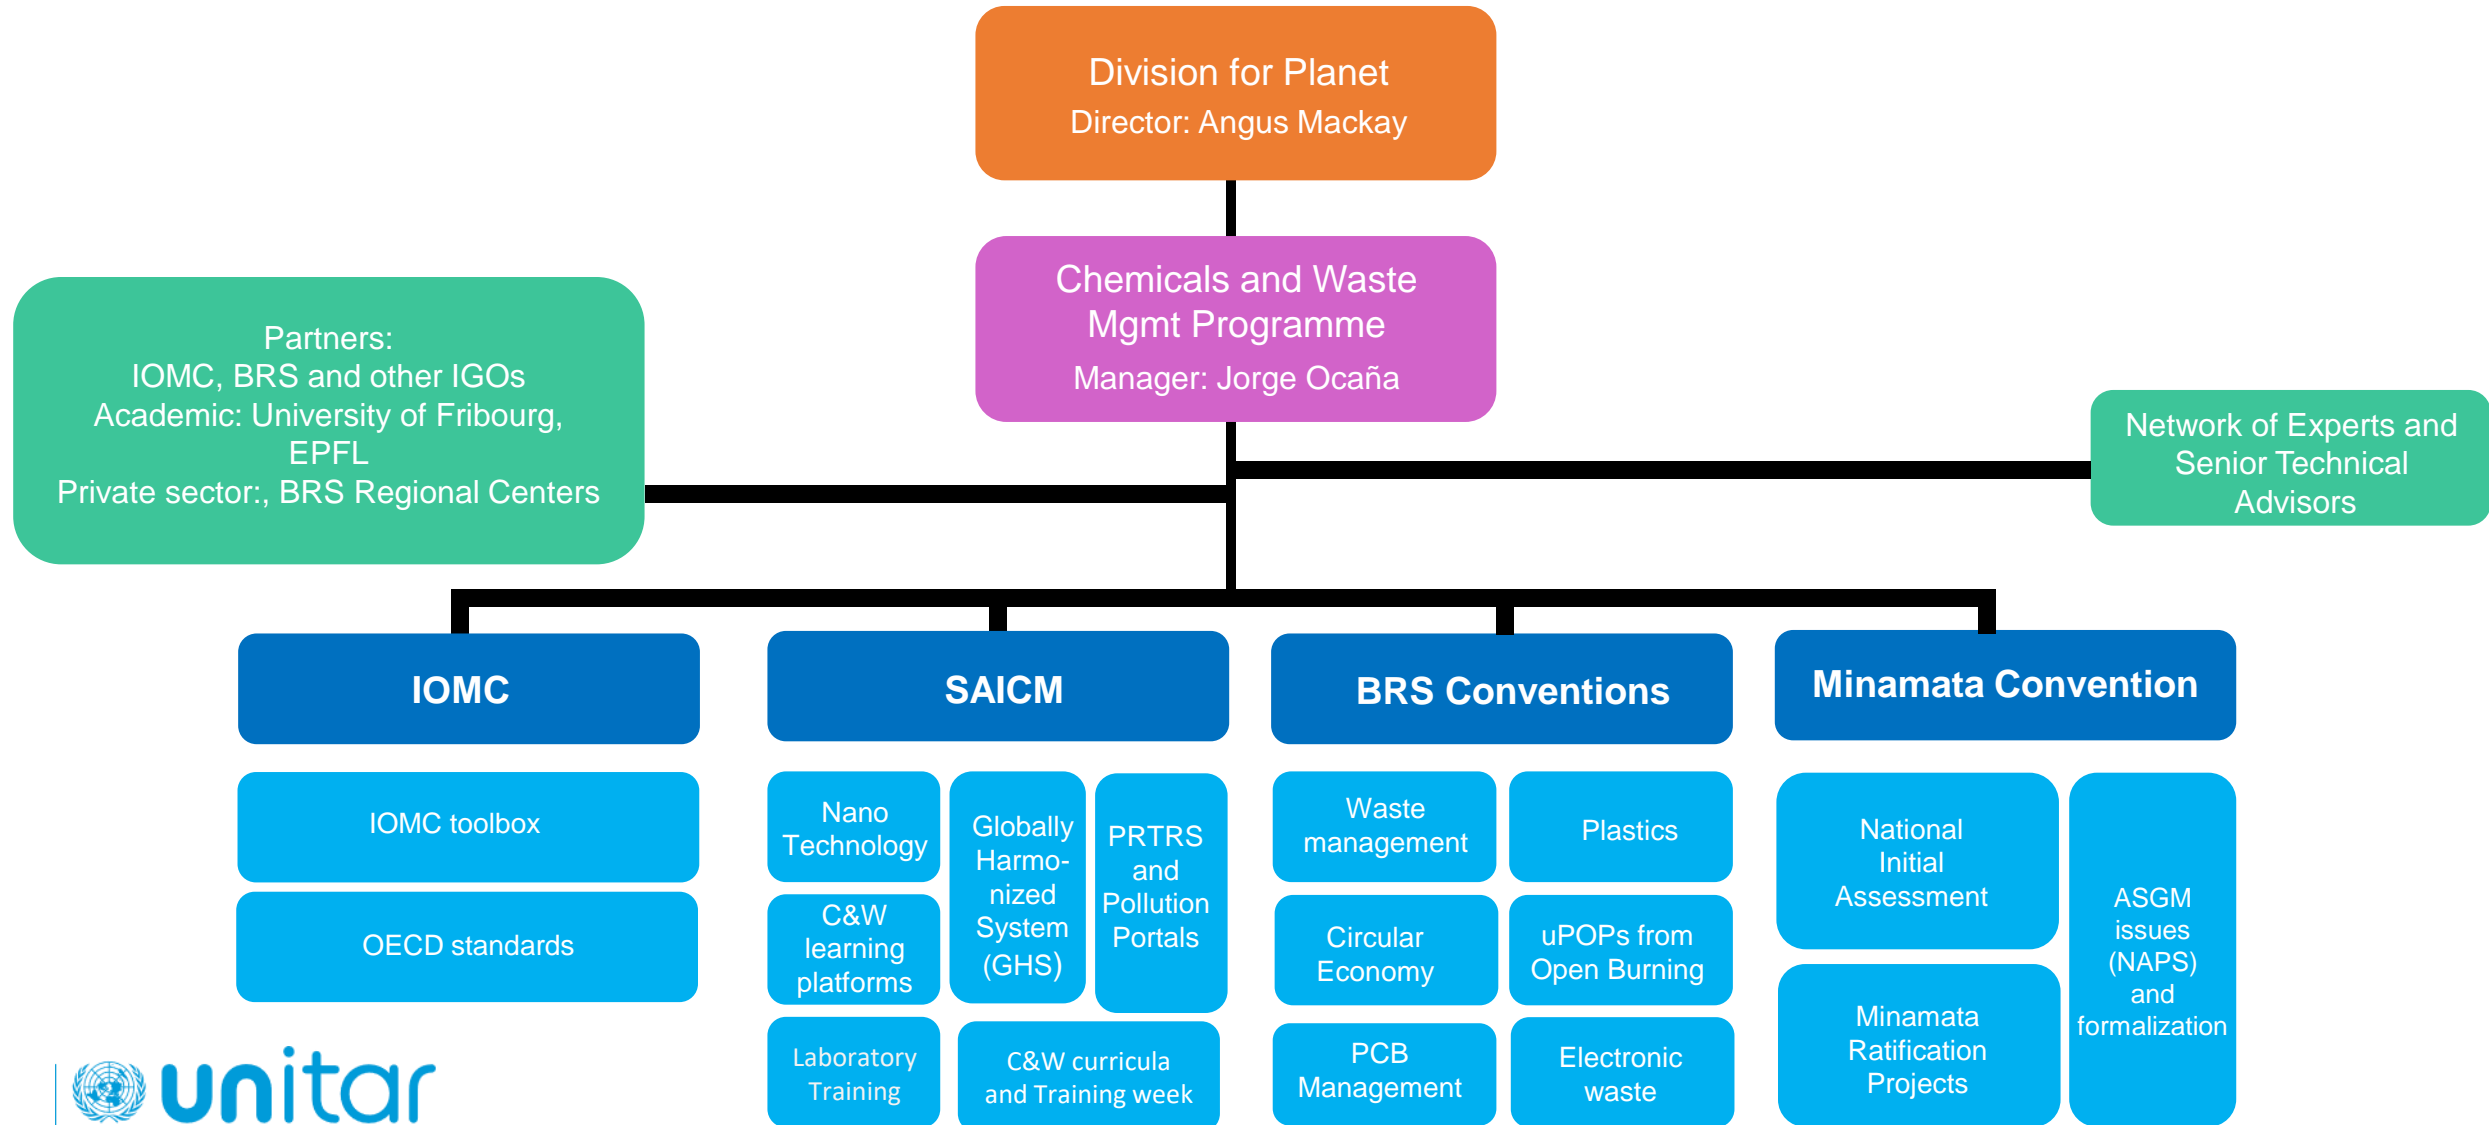 Division for Planet
Director: Angus Mackay
Chemicals and Waste
Mgmt Programme
Manager: Jorge Ocaña
Partners:
IOMC, BRS and other IGOs
Academic: University of Fribourg,
EPFL
Private sector:, BRS Regional Centers
Network of Experts and
Senior Technical
Advisors
IOMC
IOMC toolbox
OECD standards
SAICM
Nano
Technology
C&W
learning
platforms
Laboratory
Training
Globally
Harmo-
nized
System
(GHS)
PRTRS
and
Pollution
Portals
C&W curricula
and Training week
BRS Conventions
Waste
management
Plastics
Circular
Economy
uPOPs from
Open Burning
PCB
Management
Electronic
waste
Minamata Convention
National
Initial
Assessment
Minamata
Ratification
Projects
ASGM
issues
(NAPS)
and
formalization
unitar